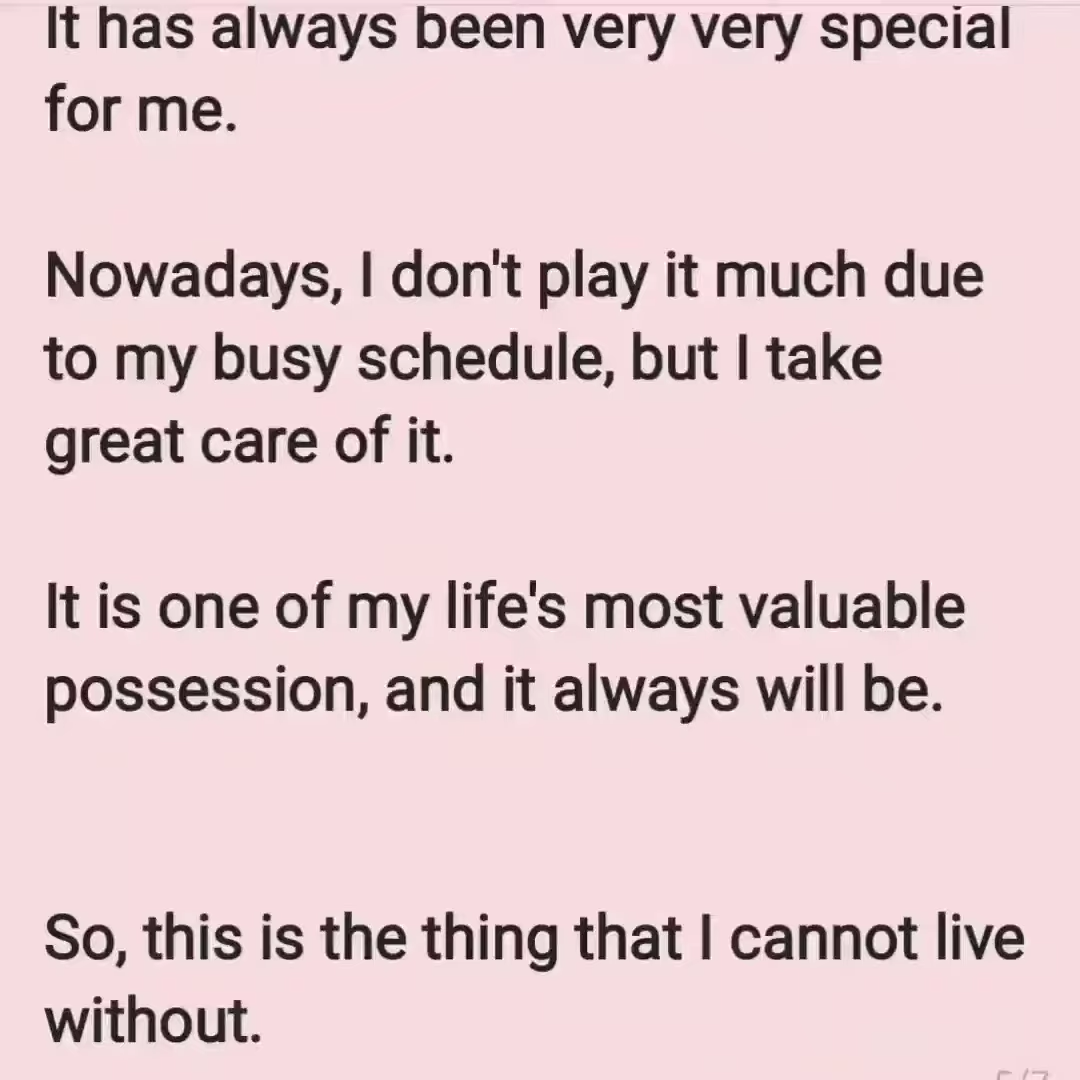 It has always been very very special
for me.
Nowadays, I don't play it much due
to my busy schedule, but I take
great care of it.
It is one of my life's most valuable
possession, and it always will be.
So, this is the thing that I cannot live
without.